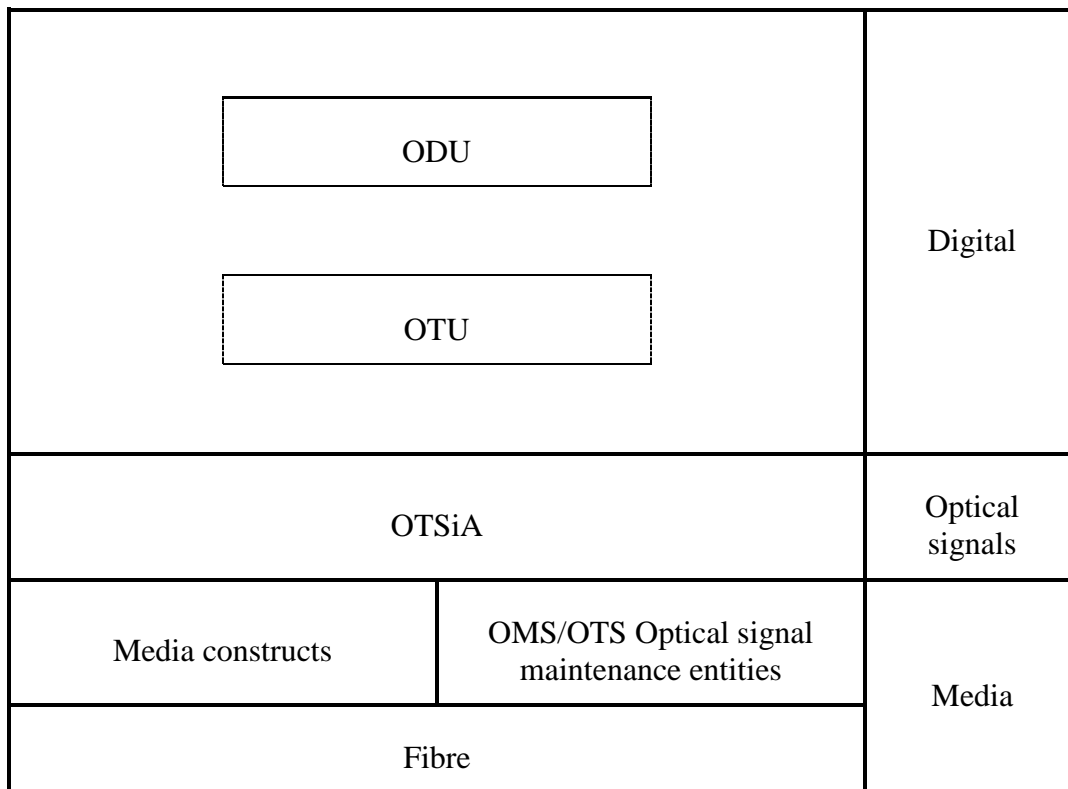 ODU
Digital
OTU
OTSiA
Optical
signals
Media constructs
OMS/OTS Optical signal
maintenance entities
Media
Fibre